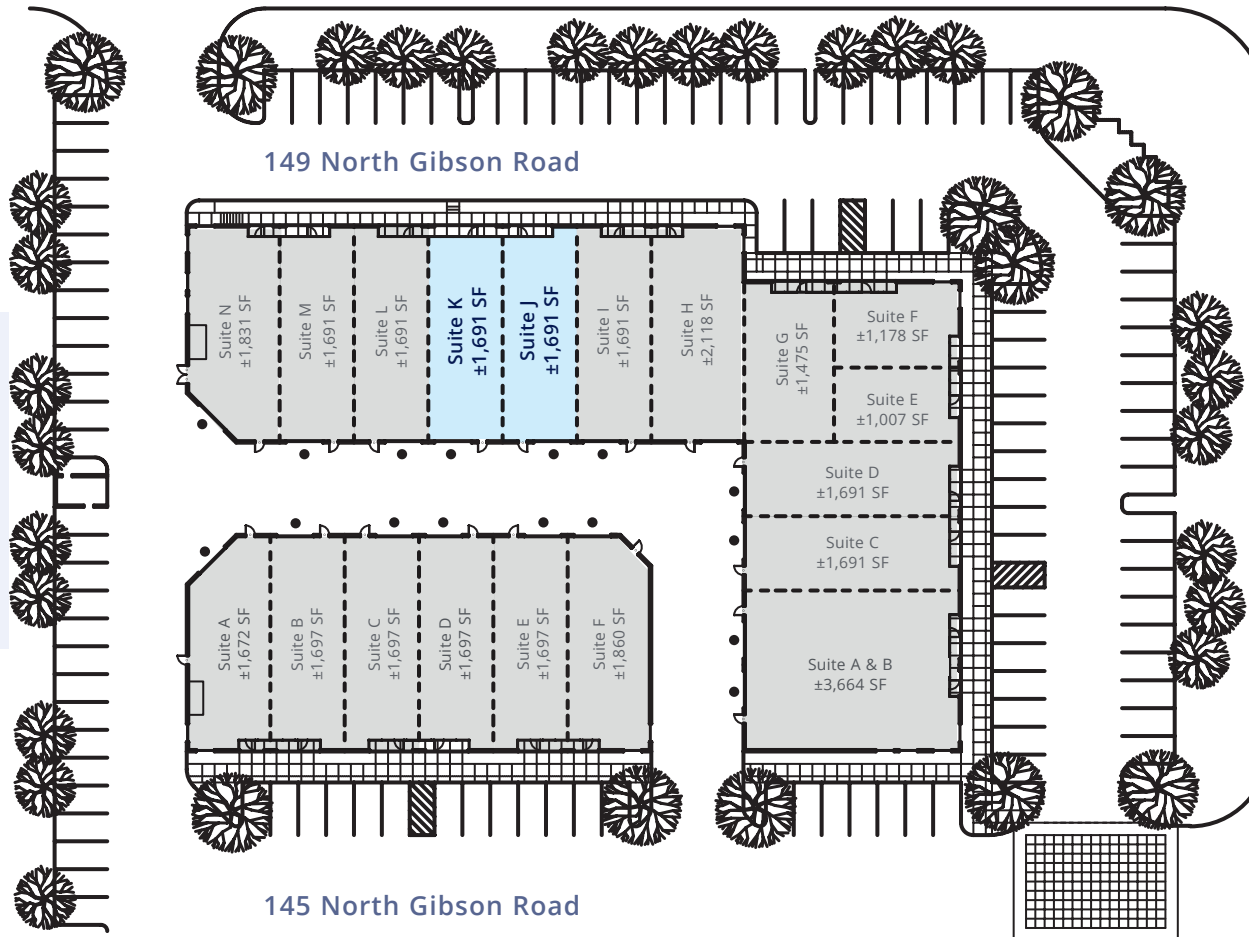 149 North Gibson Road
Suite N
±1,831 SF
Suite M
±1,691 SF
Suite L
±1,691 SF
Suite K
±1,691 SF
Suite J
±1,691 SF
Suite I
±1,691 SF
Suite H
±2,118 SF
Suite G
±1,475 SF
Suite F
±1,178 SF
Suite E
±1,007 SF
Suite D
±1,691 SF
Suite C
±1,691 SF
Suite A & B
±3,664 SF
Suite A
±1,672 SF
Suite B
±1,697 SF
Suite C
±1,697 SF
Suite D
±1,697 SF
Suite E
±1,697 SF
Suite F
±1,860 SF
145 North Gibson Road